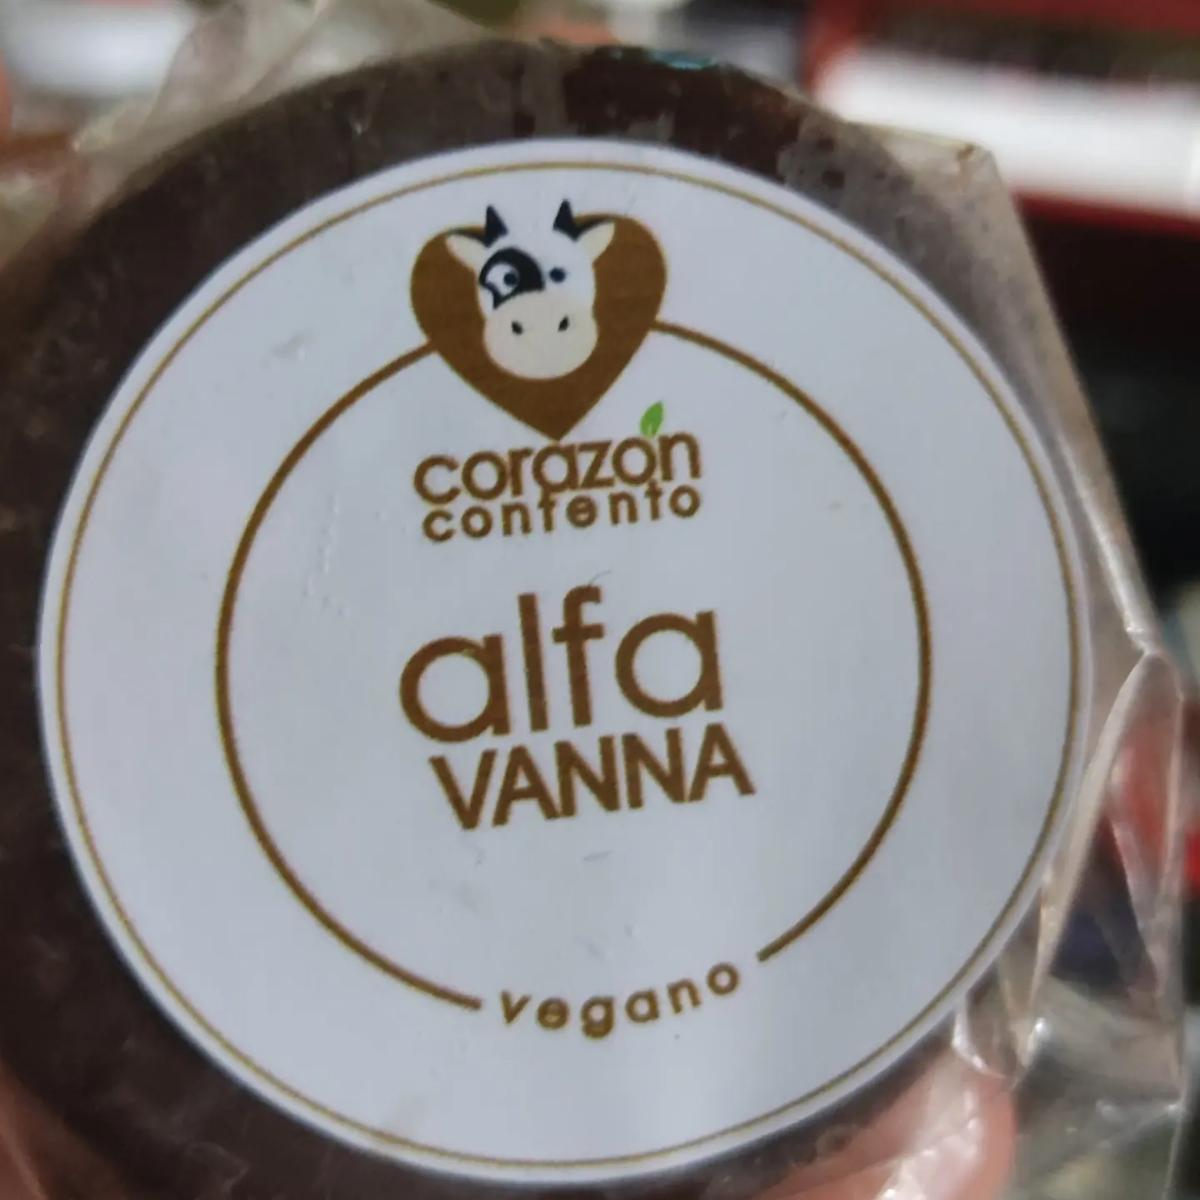 corazón
contento
alfa
VANNA
vegano